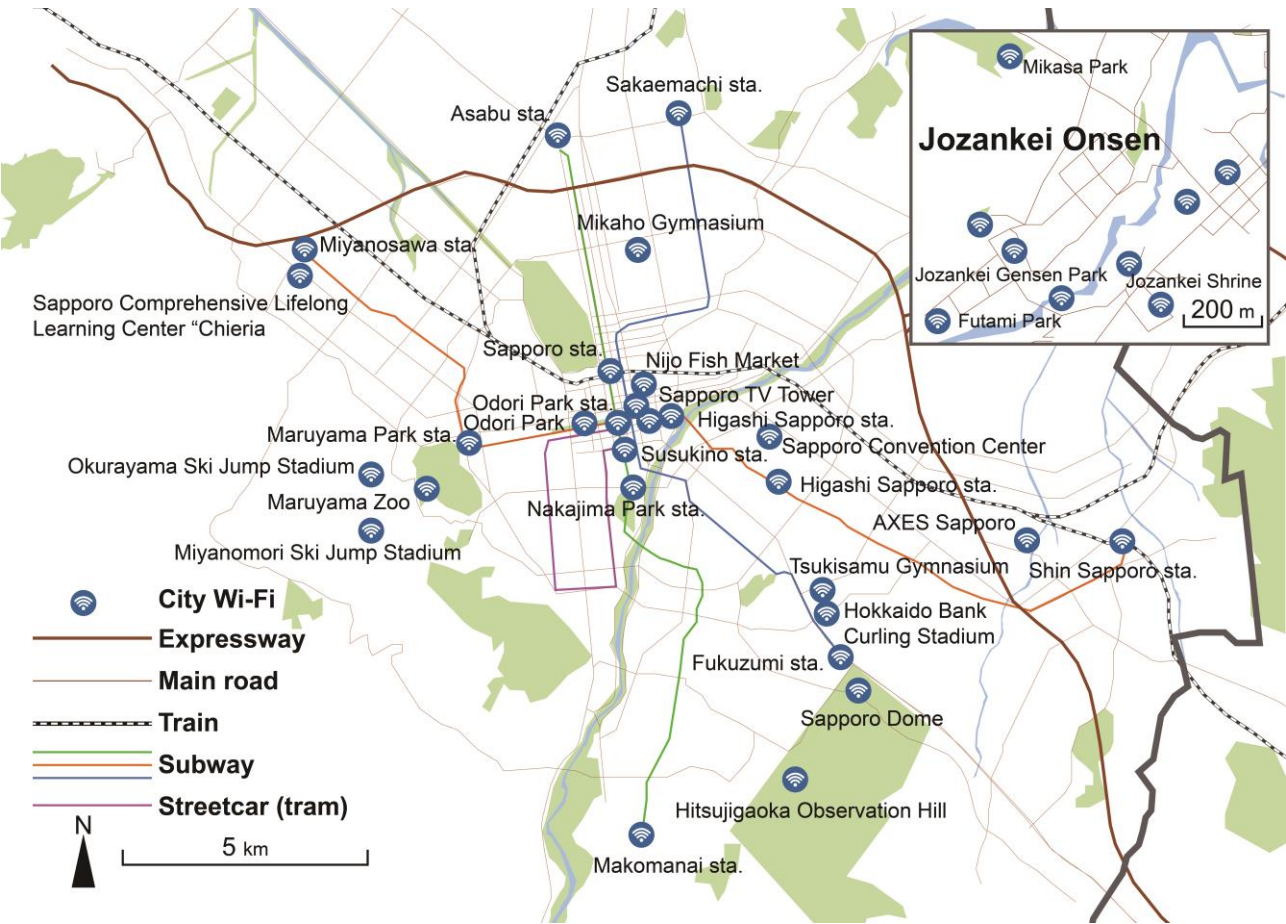 Mikasa Park
Jozankei Onsen
Jozankei Gensen Park
Jozankei Shrine
Futami Park
200 m
Sakaemachi sta.
Asabu sta.
Mikaho Gymnasium
Miyanosawa sta.
Sapporo Comprehensive Lifelong
Learning Center “Chieria
Sapporo sta.
Nijo Fish Market
Sapporo TV Tower
Odori Park sta.
Odori Park
Higashi Sapporo sta.
Maruyama Park sta.
Sapporo Convention Center
Susukino sta.
Okurayama Ski Jump Stadium
Higashi Sapporo sta.
Maruyama Zoo
Nakajima Park sta.
AXES Sapporo
Miyanomori Ski Jump Stadium
Tsukisamu Gymnasium
Shin Sapporo sta.
Hokkaido Bank
Curling Stadium
Fukuzumi sta.
Sapporo Dome
Hitsujigaoka Observation Hill
Makomanai sta.
City Wi-Fi
Expressway
Main road
Train
Subway
Streetcar (tram)
N
5 km